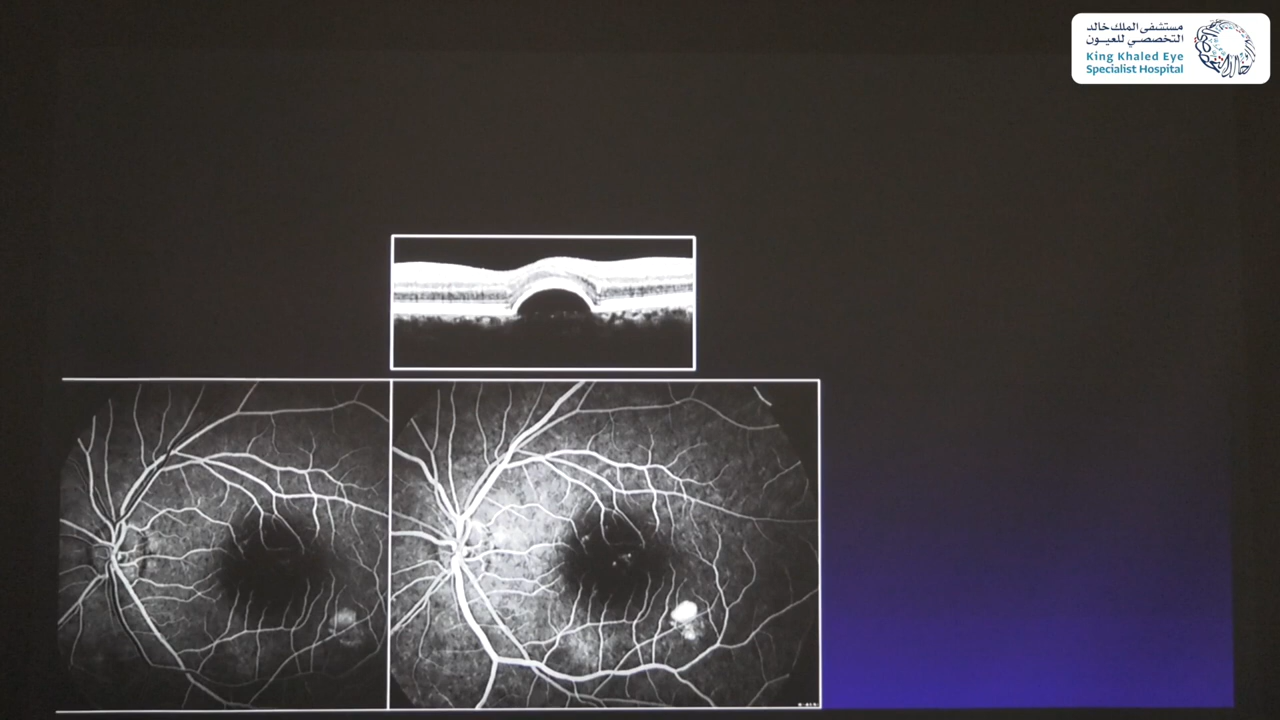 مستشفى الملك خالد
التخصصي للعيون
King Khaled Eye
Specialist Hospital